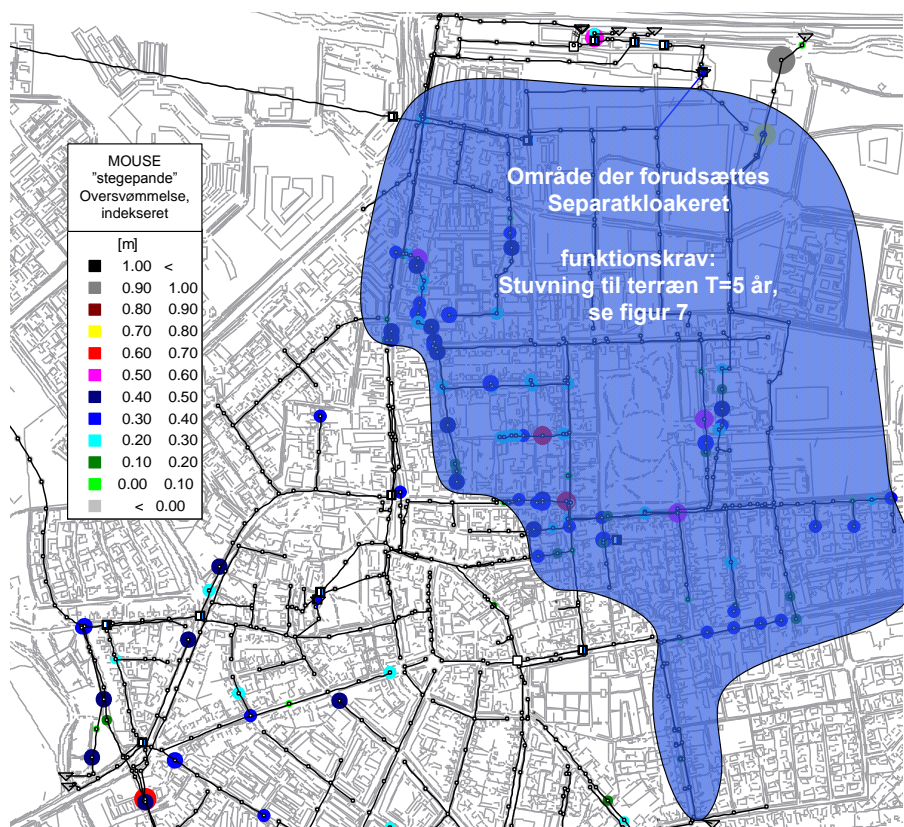 MOUSE
"stegepande"
Oversvømmelse,
indekseret
[m]
1.00 <
0.90 1.00
0.80 0.90
0.70 0.80
0.60 0.70
0.50 0.60
0.40 0.50
0.30 0.40
0.20 0.30
0.10 0.20
0.00 0.10
< 0.00
Område der forudsættes
Separatkloakeret
funktionskrav:
Stuvning til terræn T=5 år,
se figur 7